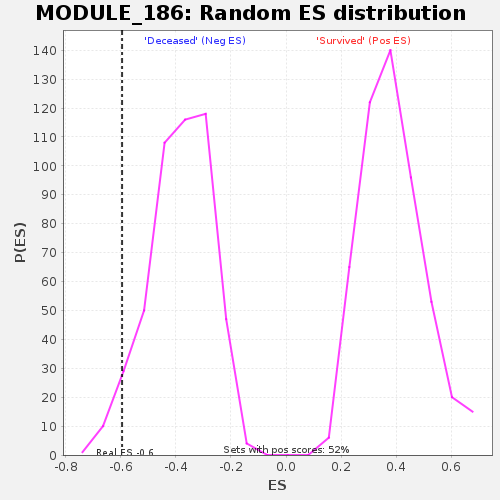 MODULE_186: Random ES distribution
'Deceased' (Neg ES) 'Survived' (Pos ES)
140
130
120
110
100
90
80
70
60
50
40
30
20
10
0
P(ES)
Real ES -0.6
Sets with pos scores: 52%
-0.8 -0.6 -0.4 -0.2 0.0 0.2 0.4 0.6
ES